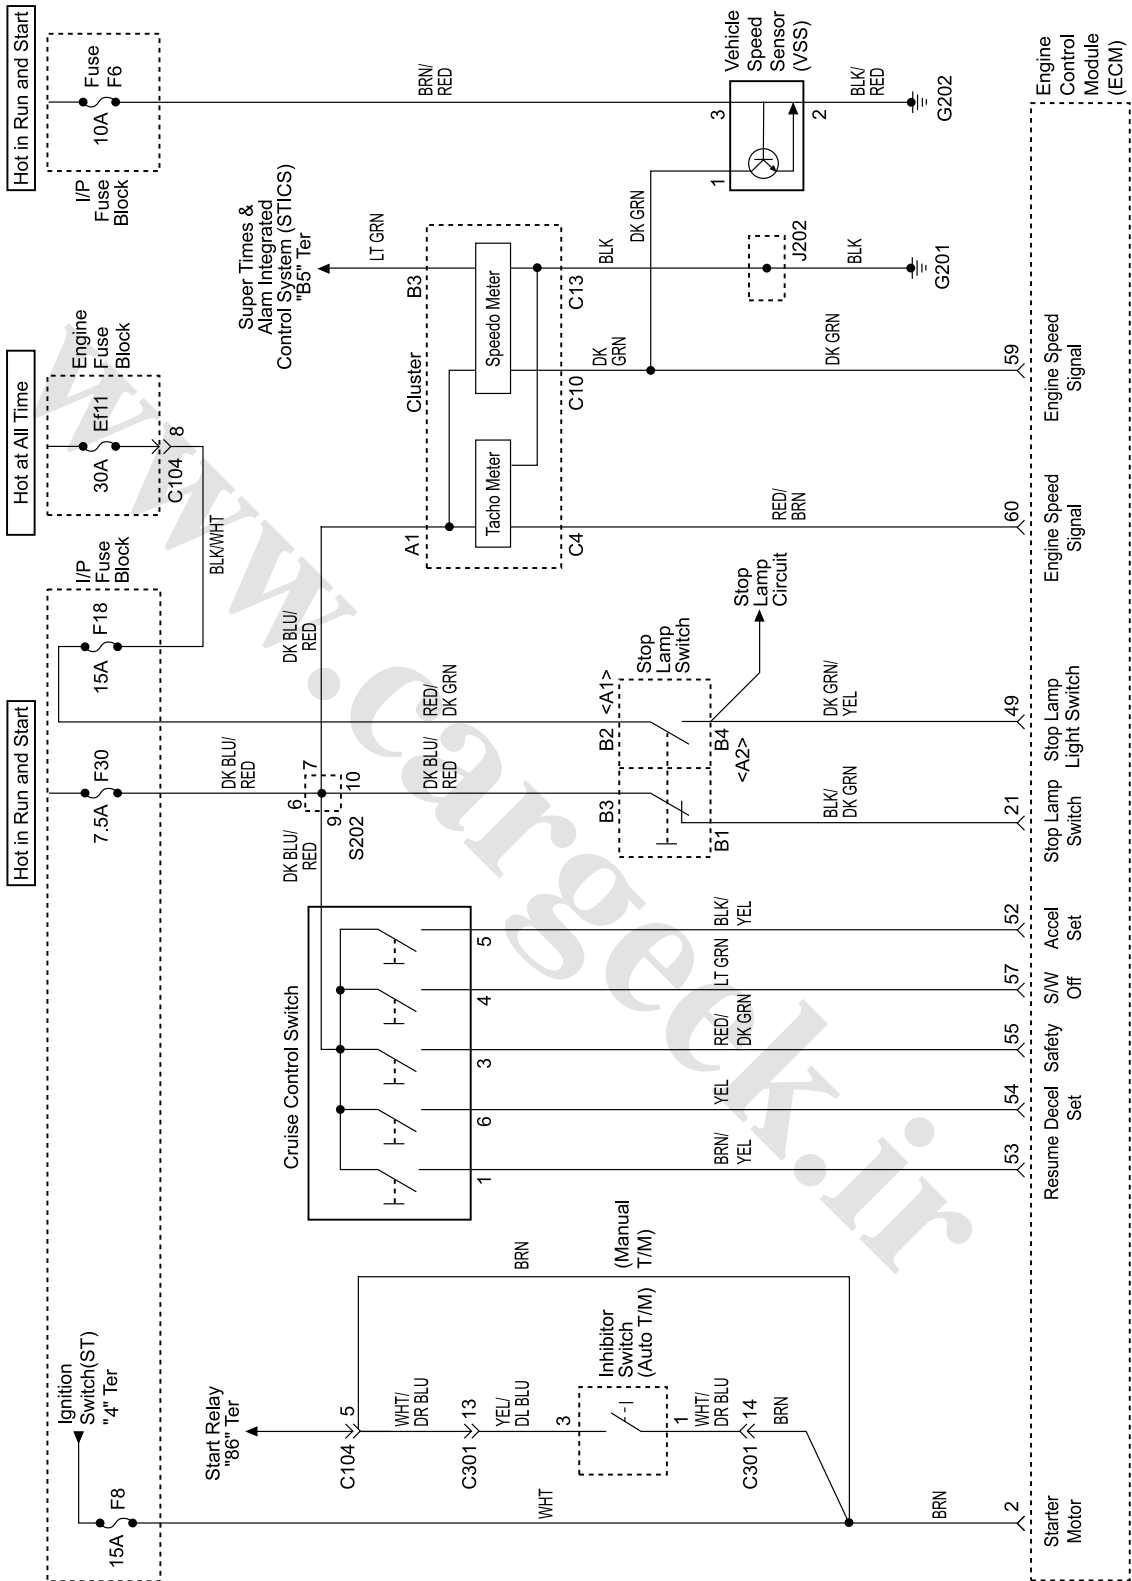 Hot in Run and Start
Hot at All Time
Hot in Run and Start
Ignition
Switch(ST)
"4" Ter
15A
F8
7.5A
F30
15A
F18
I/P
Fuse
Block
30A
Ef11
Engine
Fuse
Block
C104
8
BLK/WHT
I/P
Fuse
Block
10A
Fuse
F6
BRN/
RED
Start Relay
"86" Ter
C104
5
WHT/
DR BLU
C301
13
YEL/
DL BLU
3
Inhibitor
Switch
(Auto T/M)
1
WHT/
DR BLU
C301
14
BRN
(Manual
T/M)
BRN
WHT
BRN
DK BLU/
RED
6
7
9
10
S202
DK BLU/
RED
DK BLU/
RED
DK BLU/
RED
RED/
DK GRN
Cruise Control Switch
1
6
3
4
5
BRN/
YEL
YEL
RED/
DK GRN
LT GRN
BLK/
YEL
B3
B2
<A1>
Stop
Lamp
Switch
B1
B4
<A2>
BLK/
DK GRN
DK GRN/
YEL
Stop
Lamp
Circuit
Super Times &
Alam Integrated
Control System (STICS)
"B5" Ter
LT GRN
A1
B3
Cluster
Tacho Meter
Speedo Meter
C4
C10
C13
RED/
BRN
DK
GRN
BLK
DK GRN
DK GRN
J202
BLK
G201
Vehicle
Speed
Sensor
(VSS)
3
1
2
BLK/
RED
G202
Engine
Control
Module
(ECM)
2
53
54
55
57
52
21
49
60
59
Starter
Motor
Resume
Decel
Set
Safety
S/W
Off
Accel
Set
Stop Lamp
Switch
Stop Lamp
Light Switch
Engine Speed
Signal
Engine Speed
Signal
www.cargeek.ir